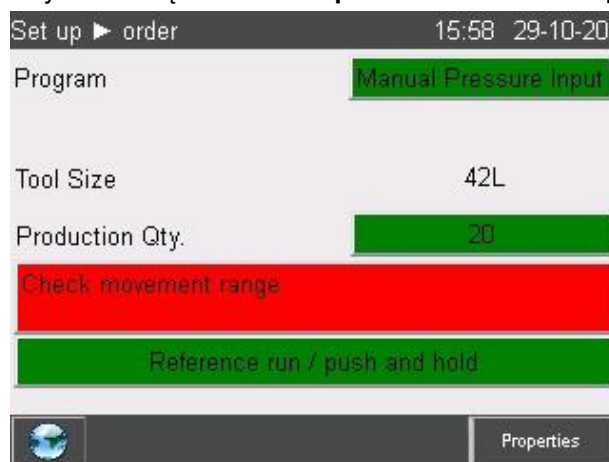 Set up ► order 15:58 29-10-20
Program Manual Pressure Input
Tool Size 42L
Production Qty. 20
Check movement range
Reference run / push and hold
Properties